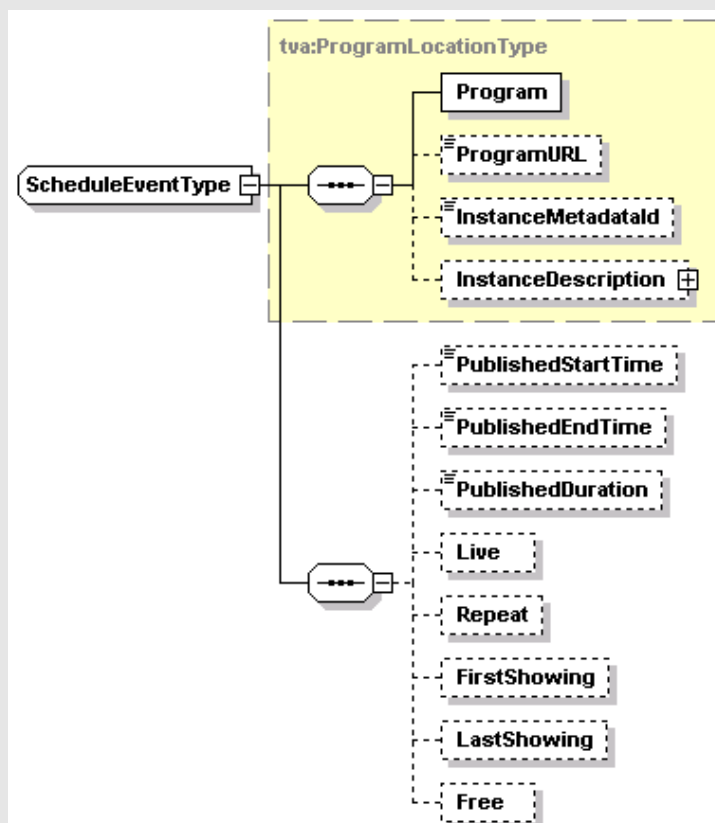 tva:ProgramLocationType
Program
ProgramURL
ScheduleEventType
InstanceMetadataId
InstanceDescription
PublishedStartTime
PublishedEndTime
PublishedDuration
Live
Repeat
FirstShowing
LastShowing
Free